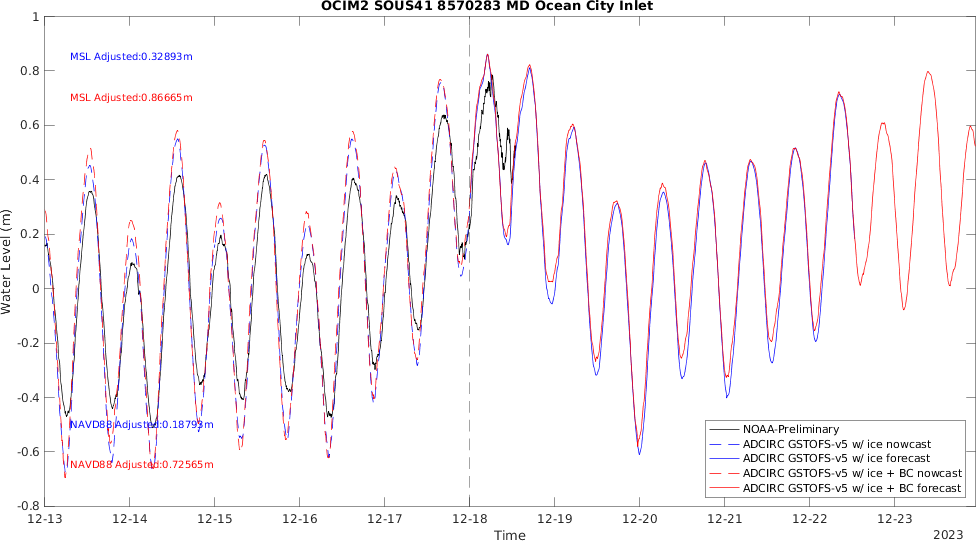 OCIM2 SOUS41 8570283 MD Ocean City Inlet
1
0.8
0.6
0.4
0.2
0
-0.2
-0.4
-0.6
-0.8
Water Level (m)
MSL Adjusted:0.32893m
MSL Adjusted:0.86665m
NAVD88 Adjusted:0.18793m
NAVD88 Adjusted:0.72565m
NOAA-Preliminary
ADCIRC GSTOFS-v5 w/ ice nowcast
ADCIRC GSTOFS-v5 w/ ice forecast
ADCIRC GSTOFS-v5 w/ ice + BC nowcast
ADCIRC GSTOFS-v5 w/ ice + BC forecast
12-13 12-14 12-15 12-16 12-17 12-18 12-19 12-20 12-21 12-22 12-23
Time
2023